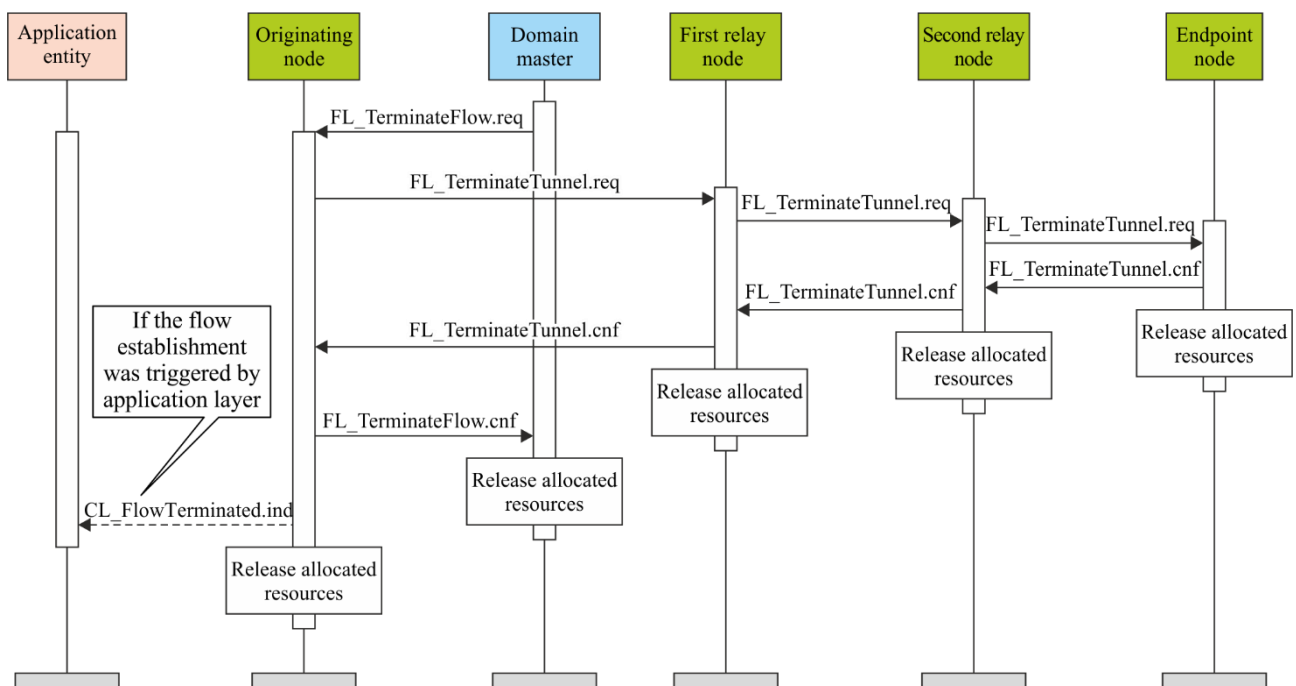 Application
entity
Originating
node
Domain
master
First relay
node
Second relay
node
Endpoint
node
FL_TerminateFlow.req
FL_TerminateTunnel.req
FL_TerminateTunnel.req
FL_TerminateTunnel.req
FL_TerminateTunnel.cnf
FL_TerminateTunnel.cnf
FL_TerminateTunnel.cnf
If the flow
establishment
was triggered by
application layer
Release allocated
resources
Release allocated
resources
Release allocated
resources
FL_TerminateFlow.cnf
Release allocated
resources
CL_FlowTerminated.ind
Release allocated
resources